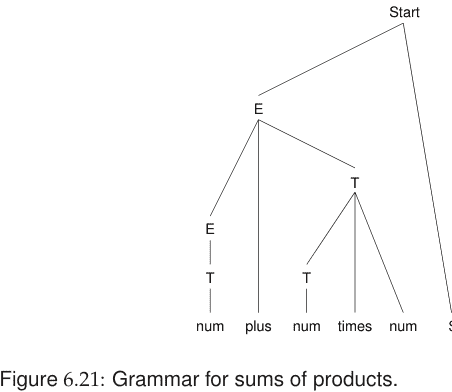 Start
E
T
E
T T
num plus num times num
Figure 6.21: Grammar for sums of products.